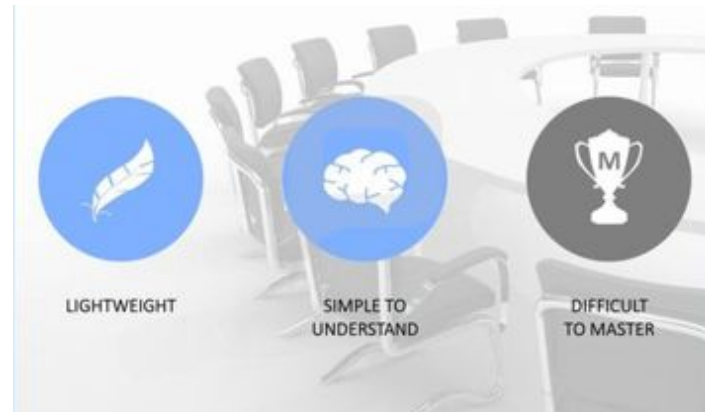 M
LIGHTWEIGHT
SIMPLE TO
UNDERSTAND
DIFFICULT
TO MASTER